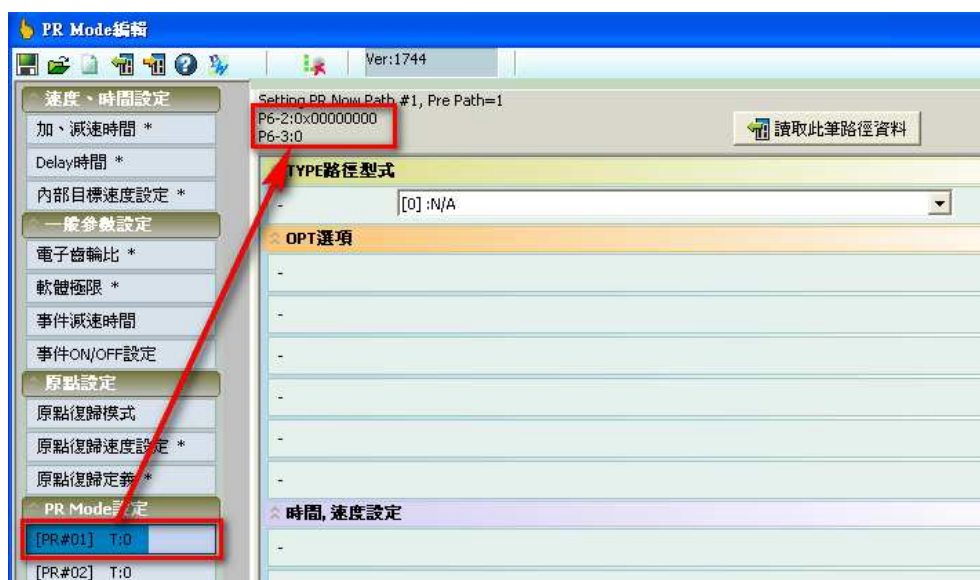 PR Mode編輯
Ver:1744
速度、時間設定
加、減速時間 *
Delay時間 *
內部目標速度設定 *
一般參數設定
電子齒輪比 *
軟體極限 *
事件減速時間
事件ON/OFF設定
原點設定
原點復歸模式
原點復歸速度設定 *
原點復歸定義 *
PR Mode設定
[PR#01] T:0
[PR#02] T:0
Setting PR Now Path #1, Pre Path=1
P6-2:0x00000000
P6-3:0
讀取此筆路徑資料
TYPE路徑型式
- [0] :N/A
OPT選項
-
-
-
-
-
-
時間, 速度設定
-